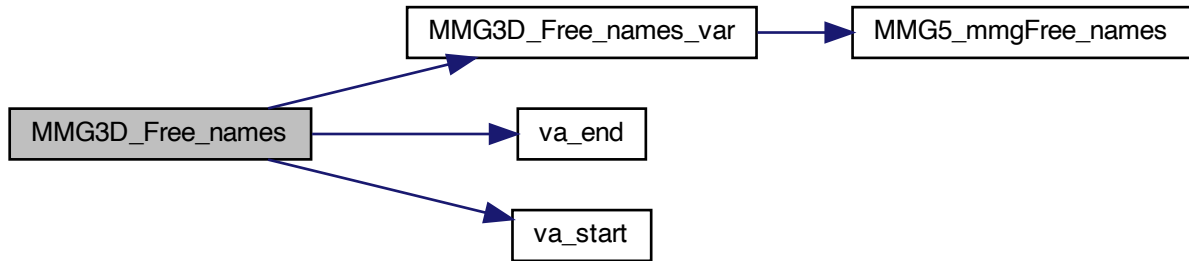 MMG3D_Free_names_var
MMG5_mmgFree_names
MMG3D_Free_names
va_end
va_start